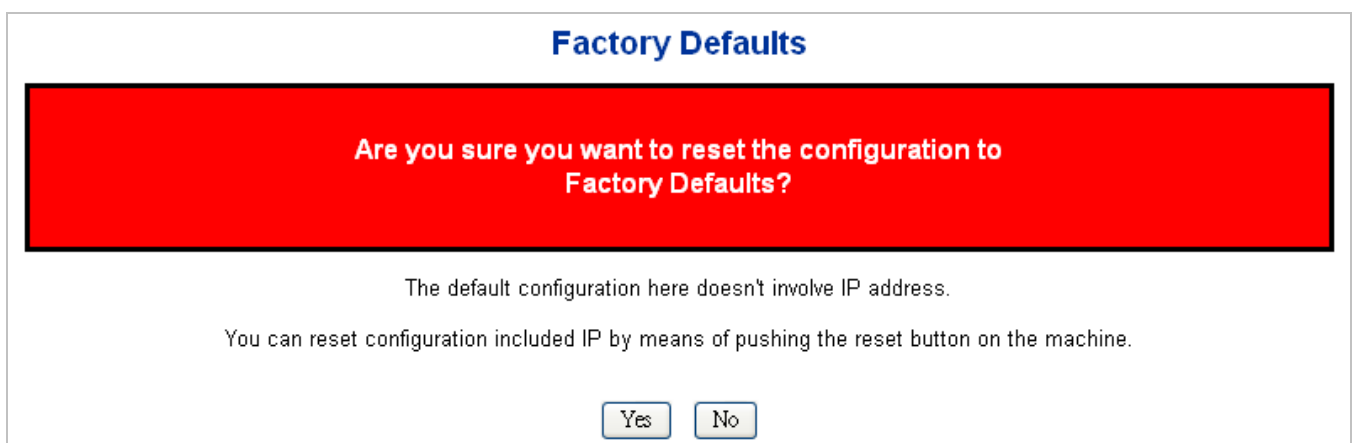 Factory Defaults
Are you sure you want to reset the configuration to
Factory Defaults?
The default configuration here doesn't involve IP address.
You can reset configuration included IP by means of pushing the reset button on the machine.
Yes No